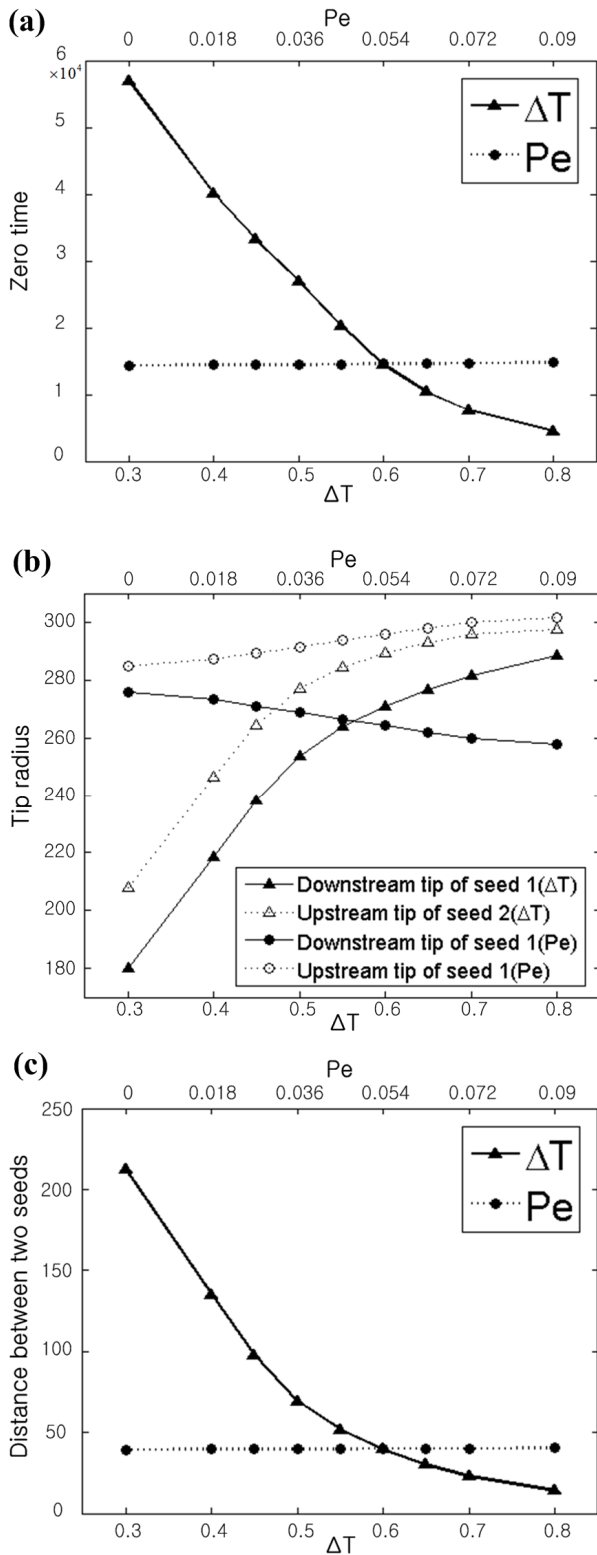 (a)
Pe
0 0.018 0.036 0.054 0.072 0.09
6
×10⁴
5
4
3
2
1
0
Zero time
ΔT
Pe
0.3 0.4 0.5 0.6 0.7 0.8
ΔT
(b)
Pe
0 0.018 0.036 0.054 0.072 0.09
300
280
260
240
220
200
180
Tip radius
Downstream tip of seed 1(ΔT)
Upstream tip of seed 2(ΔT)
Downstream tip of seed 1(Pe)
Upstream tip of seed 1(Pe)
0.3 0.4 0.5 0.6 0.7 0.8
ΔT
(c)
Pe
0 0.018 0.036 0.054 0.072 0.09
250
200
150
100
50
0
Distance between two seeds
ΔT
Pe
0.3 0.4 0.5 0.6 0.7 0.8
ΔT